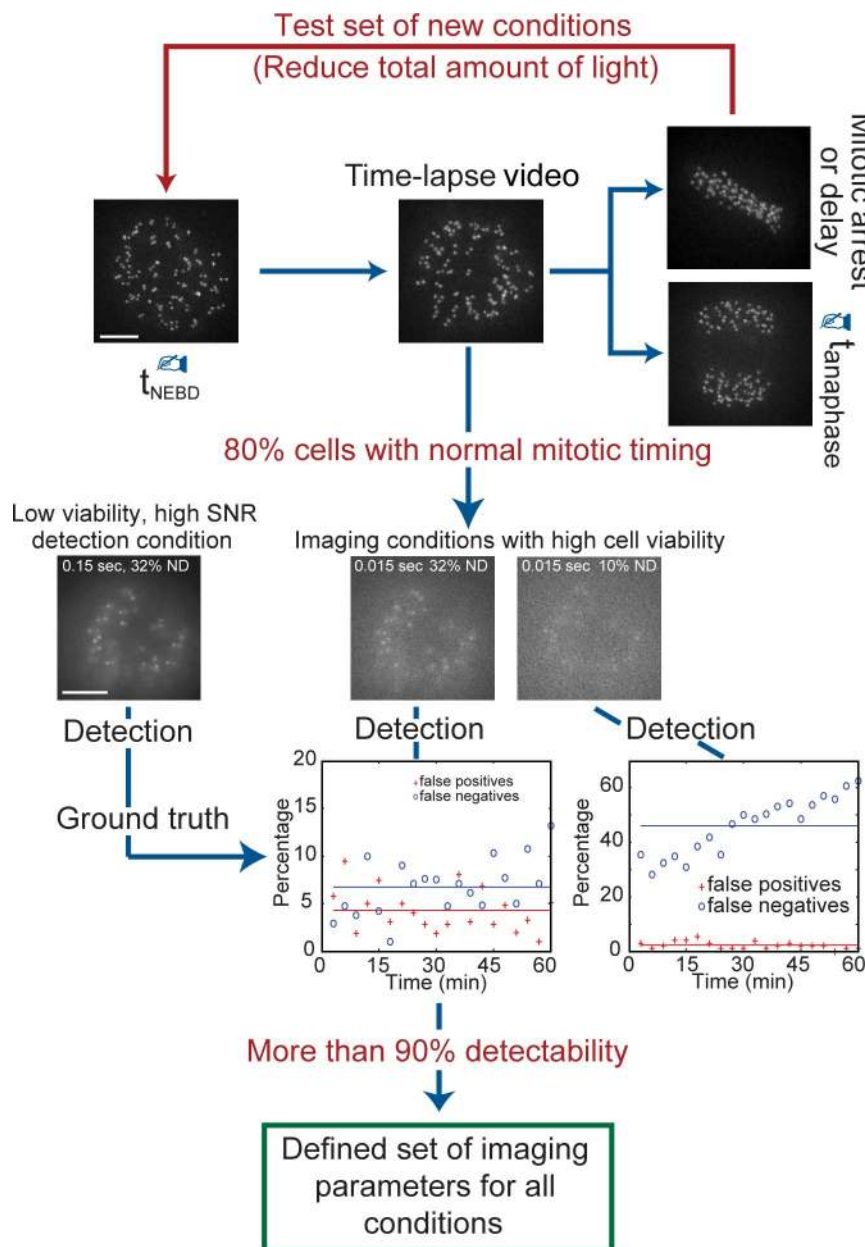 Test set of new conditions
(Reduce total amount of light)
Time-lapse video
Mitotic arrest
or delay
tNEBD
tanaphase
80% cells with normal mitotic timing
Low viability, high SNR
detection condition
Imaging conditions with high cell viability
0.15 sec, 32% ND
0.015 sec 32% ND
0.015 sec 10% ND
Detection
Detection
Detection
Ground truth
20
15
10
5
0
Percentage
false positives
false negatives
0 15 30 45 60
Time (min)
60
40
20
0
Percentage
false positives
false negatives
0 15 30 45 60
Time (min)
More than 90% detectability
Defined set of imaging
parameters for all
conditions